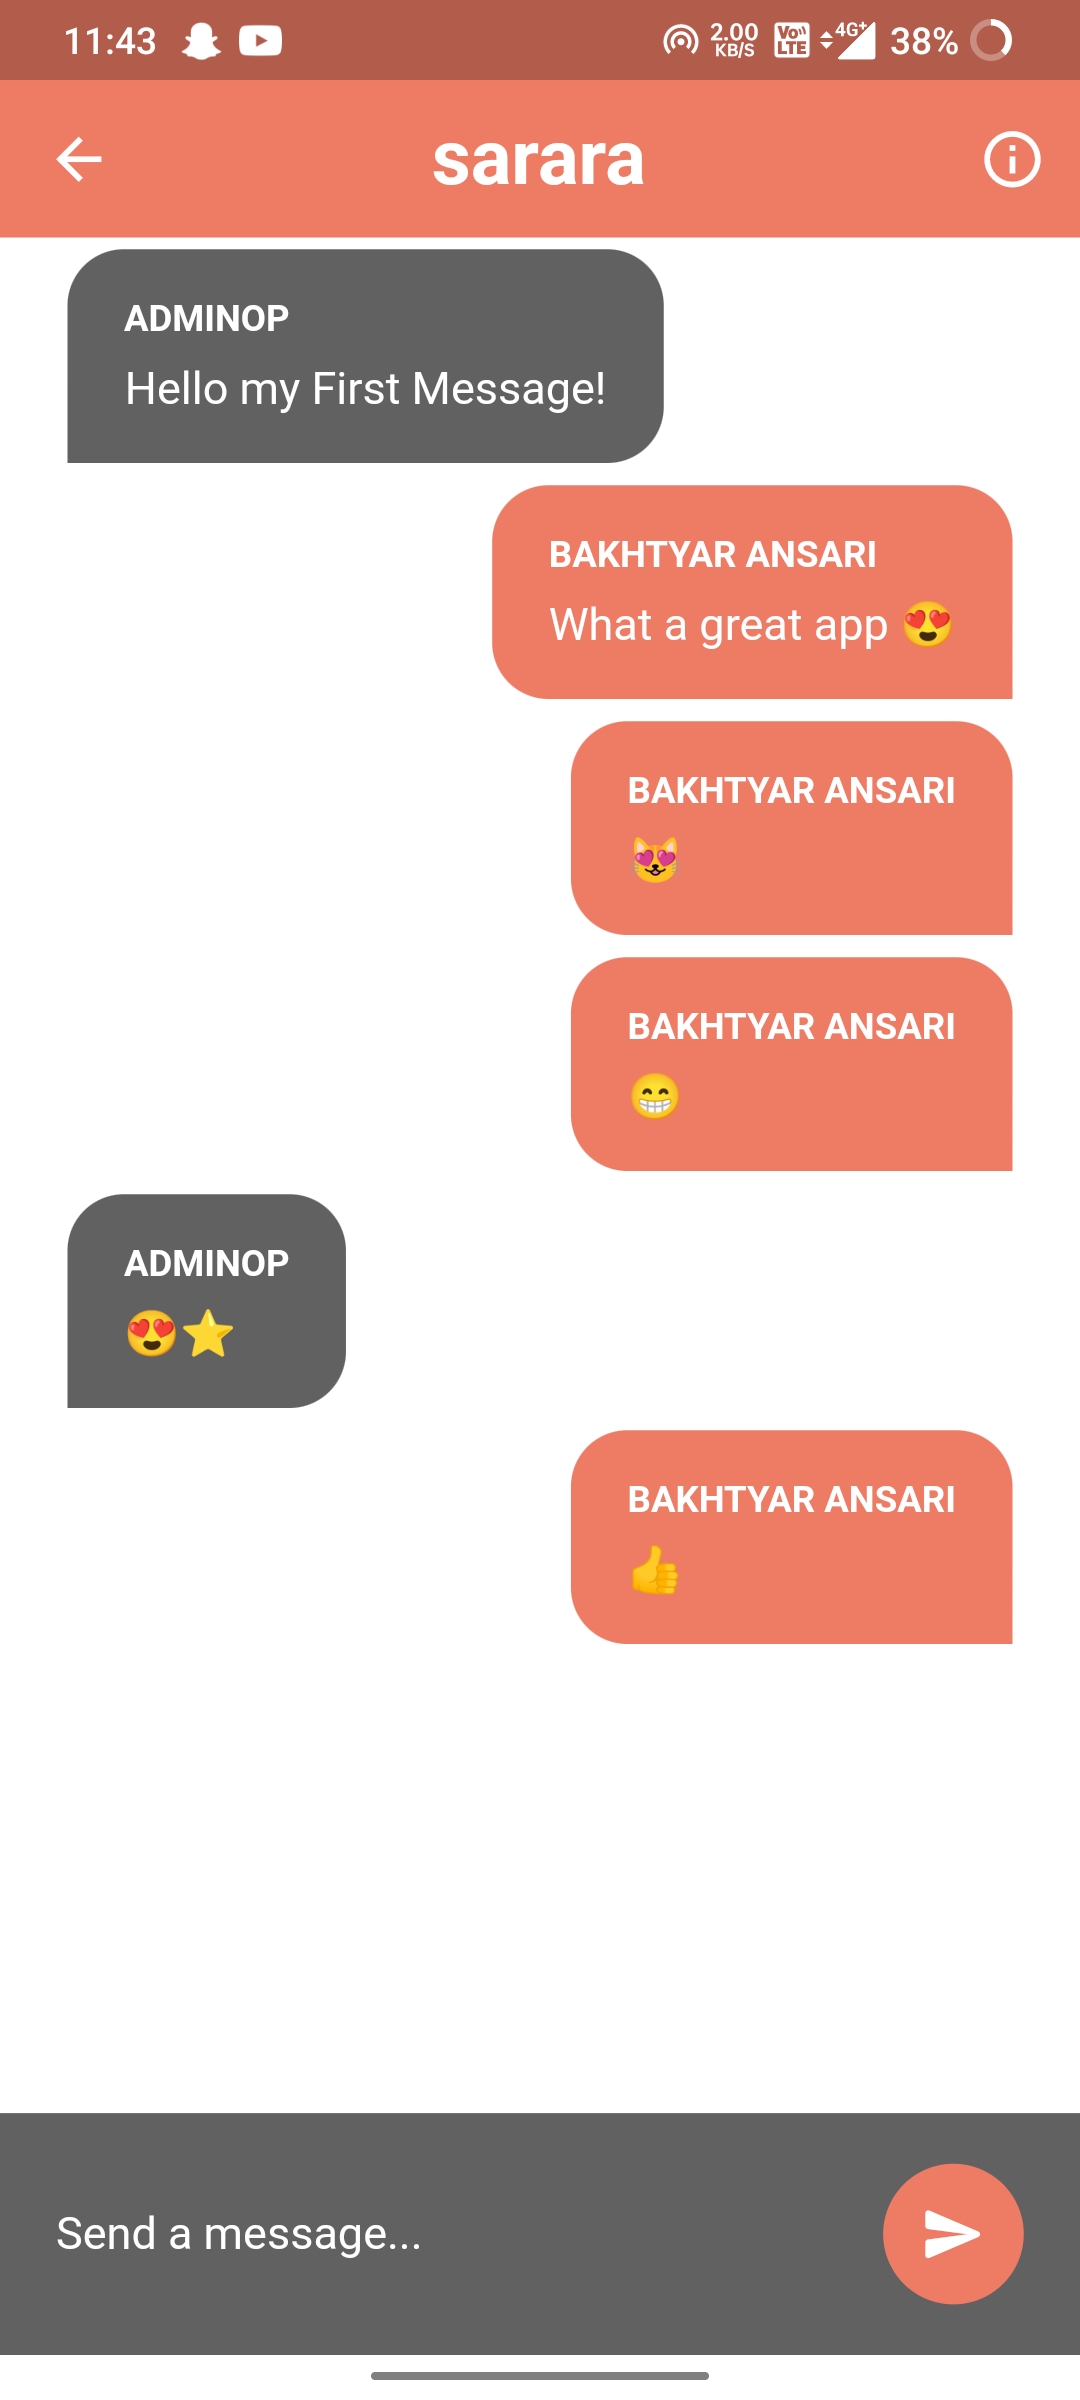 11:43 2.00 KB/S Vo LTE 4G+ 38%
sarara
ADMINOP
Hello my First Message!
BAKHTYAR ANSARI
What a great app 😍
BAKHTYAR ANSARI
😻
BAKHTYAR ANSARI
😁
ADMINOP
😍⭐
BAKHTYAR ANSARI
👍
Send a message...